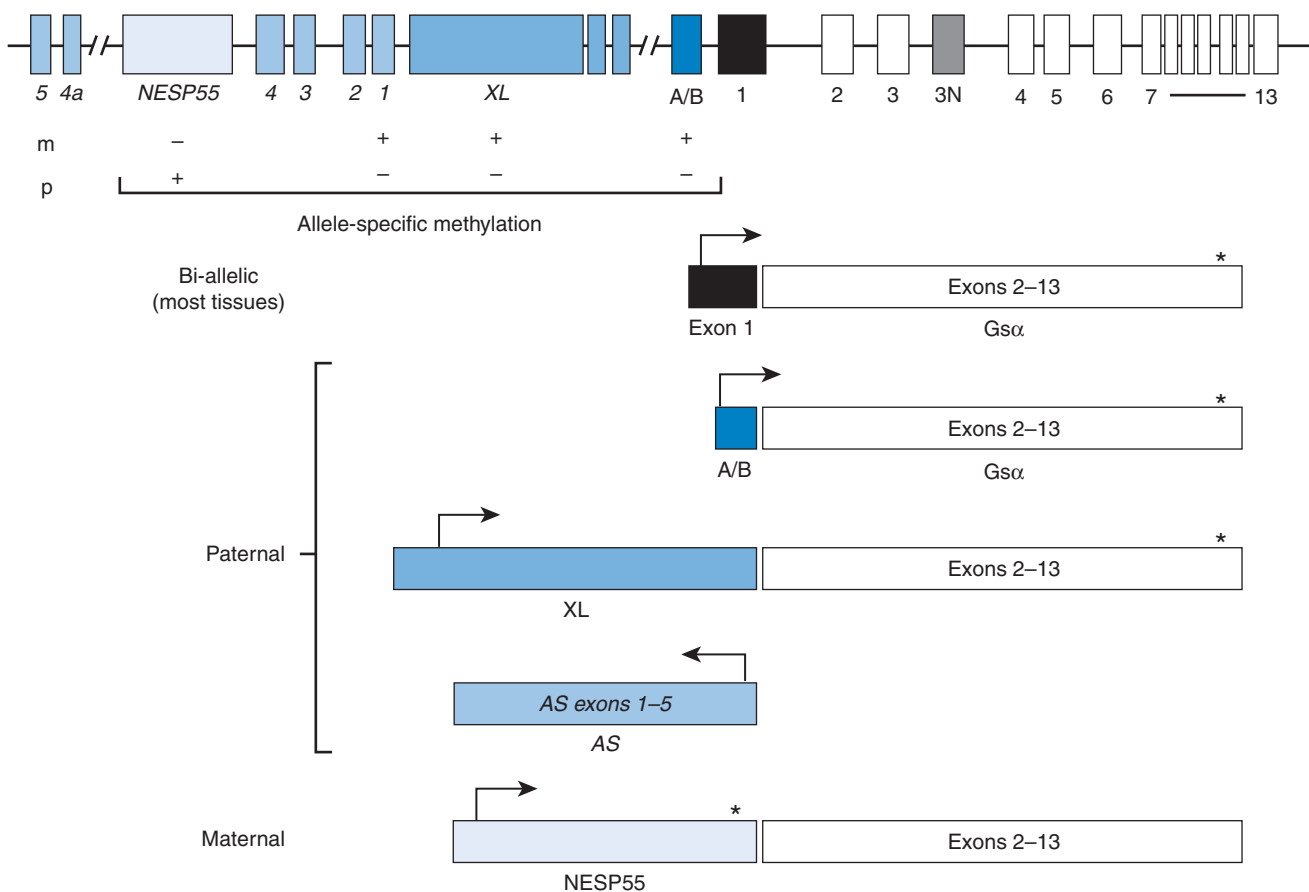 5 4a NESP55 4 3 2 1 XL A/B 1 2 3 3N 4 5 6 7 13
m – + + +
p + – – –
Allele-specific methylation
Bi-allelic
(most tissues)
*
Exons 2–13
Exon 1 Gsα
*
Exons 2–13
A/B Gsα
Paternal
*
Exons 2–13
XL
AS exons 1–5
AS
Maternal
*
Exons 2–13
NESP55